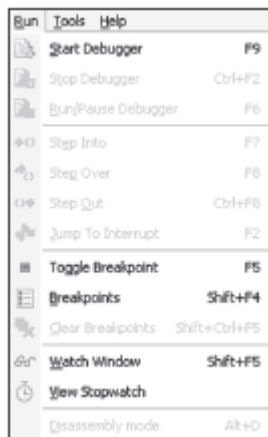 Run Tools Help
Start Debugger F9
Stop Debugger Ctrl+F2
Run/Pause Debugger F6
Step Into F7
Step Over F8
Step Out Ctrl+F8
Jump To Interrupt F2
Toggle Breakpoint F5
Breakpoints Shift+F4
Clear Breakpoints Shift+Ctrl+F5
Watch Window Shift+F5
View Stopwatch
Disassembly mode Alt+D